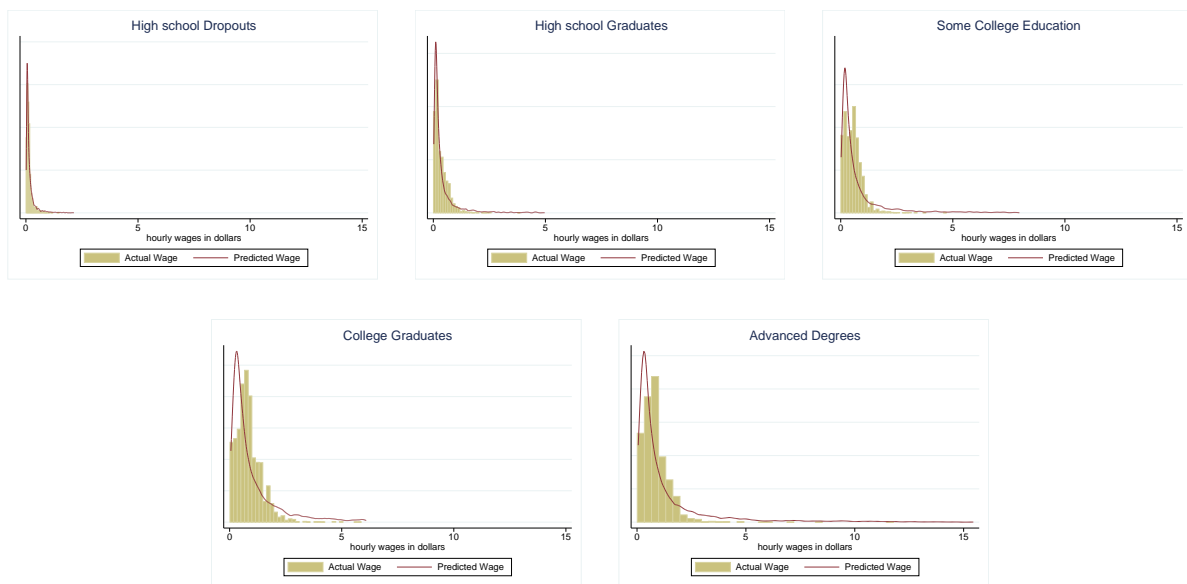 High school Dropouts
0 5 10 15
hourly wages in dollars
Actual Wage Predicted Wage
High school Graduates
0 5 10 15
hourly wages in dollars
Actual Wage Predicted Wage
Some College Education
0 5 10 15
hourly wages in dollars
Actual Wage Predicted Wage
College Graduates
0 5 10 15
hourly wages in dollars
Actual Wage Predicted Wage
Advanced Degrees
0 5 10 15
hourly wages in dollars
Actual Wage Predicted Wage